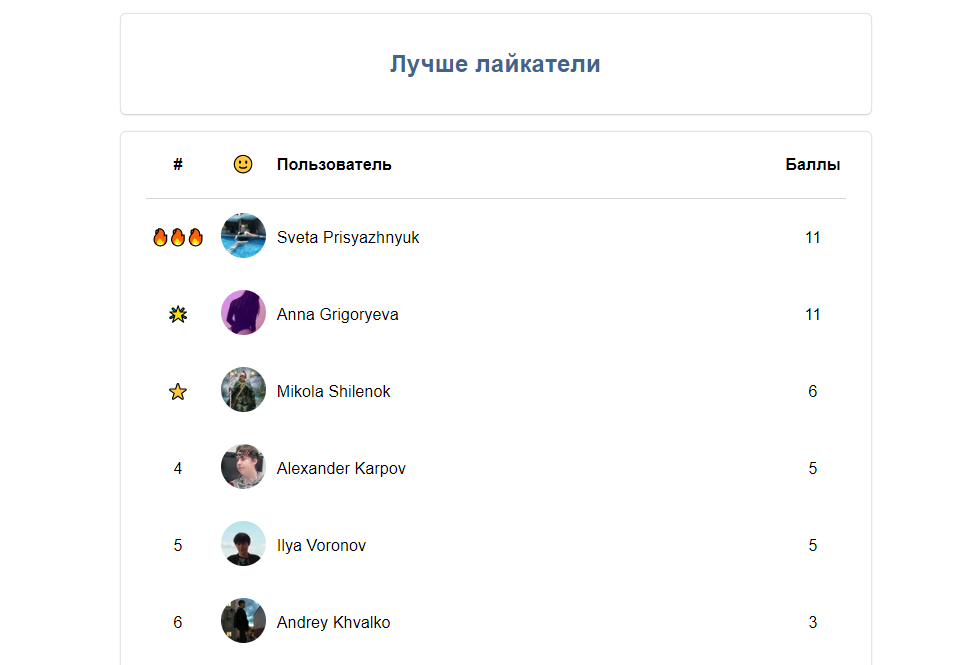 Лучше лайкатели
# 🙂 Пользователь Баллы
🔥🔥🔥 Sveta Prisyazhnyuk 11
🌟 Anna Grigoryeva 11
⭐ Mikola Shilenok 6
4 Alexander Karpov 5
5 Ilya Voronov 5
6 Andrey Khvalko 3